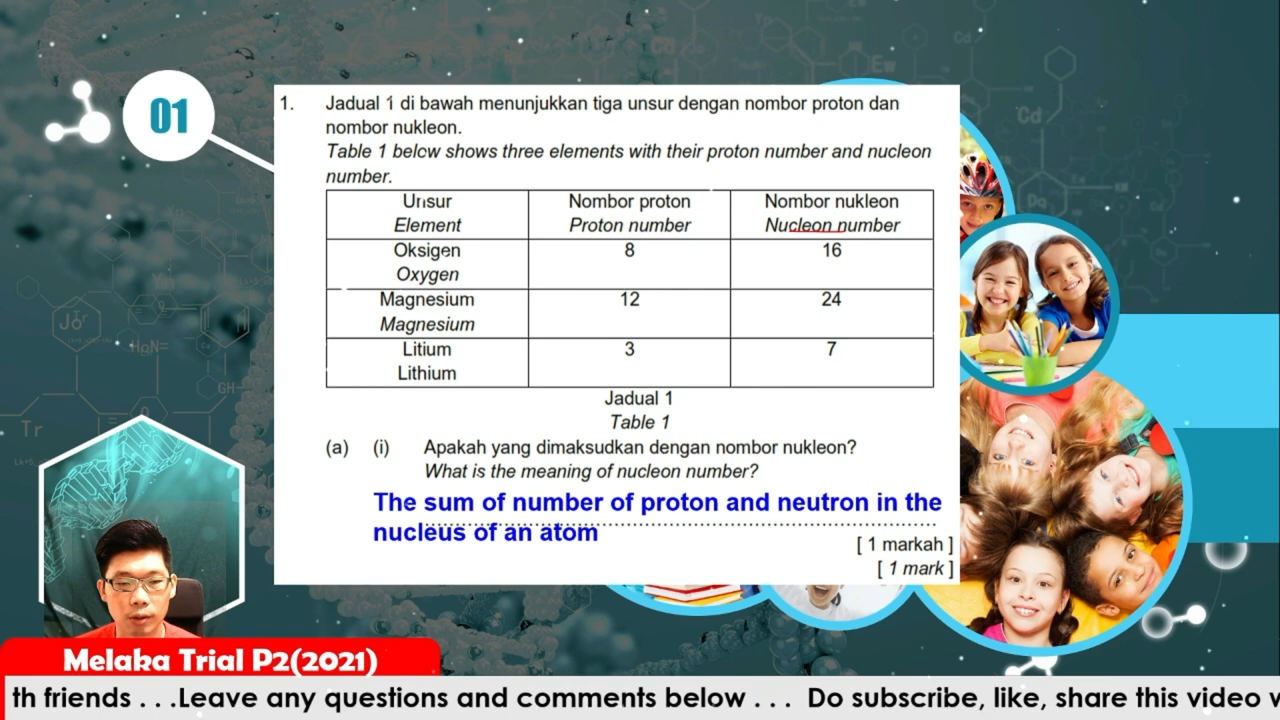 01
1. Jadual 1 di bawah menunjukkan tiga unsur dengan nombor proton dan
nombor nukleon.
Table 1 below shows three elements with their proton number and nucleon
number.
Unsur Nombor proton Nombor nukleon
Element Proton number Nucleon number
Oksigen 8 16
Oxygen
Magnesium 12 24
Magnesium
Litium 3 7
Lithium
Jadual 1
Table 1
(a) (i) Apakah yang dimaksudkan dengan nombor nukleon?
What is the meaning of nucleon number?
The sum of number of proton and neutron in the
nucleus of an atom
[ 1 markah ]
[ 1 mark ]
Melaka Trial P2(2021)
th friends . . .Leave any questions and comments below . . . Do subscribe, like, share this video